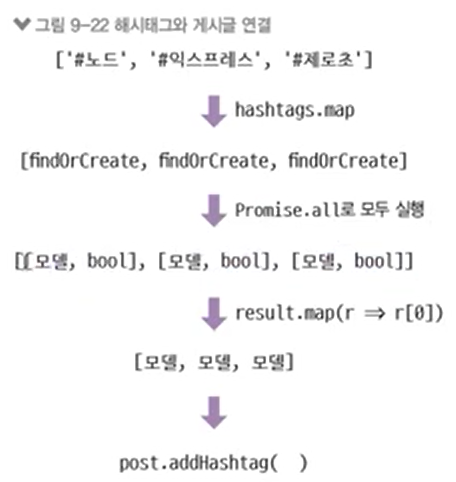 그림 9-22 해시태그와 게시글 연결
['#노드', '#익스프레스', '#제로초']
hashtags.map
[findOrCreate, findOrCreate, findOrCreate]
Promise.all로 모두 실행
[[모델, bool], [모델, bool], [모델, bool]]
result.map(r ⇒ r[0])
[모델, 모델, 모델]
post.addHashtag( )